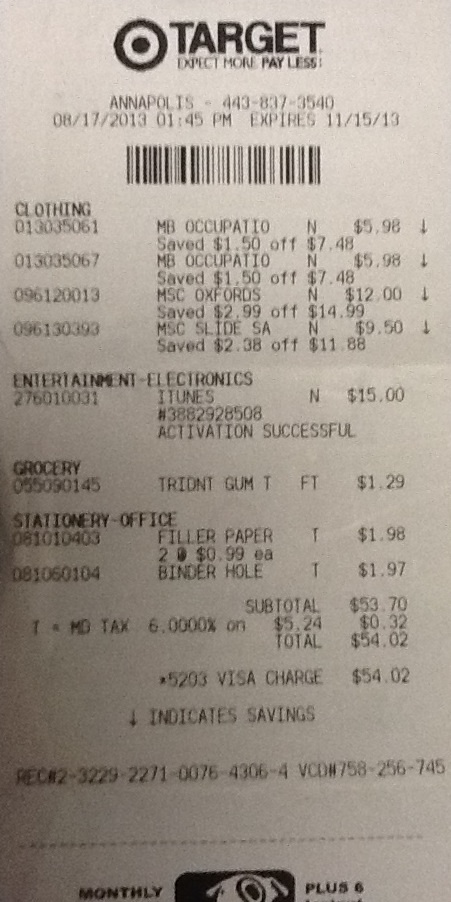 TARGET
EXPECT MORE PAY LESS.
ANNAPOLIS - 443-837-3540
08/17/2013 01:45 PM EXPIRES 11/15/13
CLOTHING
013035061 MB OCCUPATIO N $5.98 ↓
Saved $1.50 off $7.48
013035067 MB OCCUPATIO N $5.98 ↓
Saved $1.50 off $7.48
096120013 MSC OXFORDS N $12.00 ↓
Saved $2.99 off $14.99
096130393 MSC SLIDE SA N $9.50 ↓
Saved $2.38 off $11.88
ENTERTAINMENT-ELECTRONICS
276010031 ITUNES N $15.00
#3882928508
ACTIVATION SUCCESSFUL
GROCERY
055090145 TRIDNT GUM T FT $1.29
STATIONERY-OFFICE
081010403 FILLER PAPER T $1.98
2 @ $0.99 ea
081060104 BINDER HOLE T $1.97
SUBTOTAL $53.70
T = MD TAX 6.0000% on $5.24 $0.32
TOTAL $54.02
*5203 VISA CHARGE $54.02
↓ INDICATES SAVINGS
REC#2-3229-2271-0076-4306-4 VCD#758-256-745
MONTHLY PLUS 6